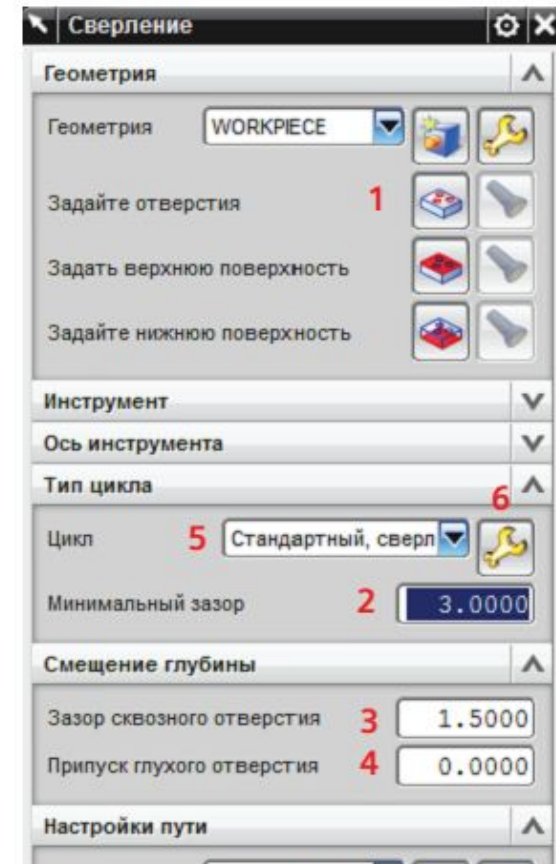 Сверление
Геометрия
Геометрия WORKPIECE
Задайте отверстия 1
Задать верхнюю поверхность
Задайте нижнюю поверхность
Инструмент
Ось инструмента
Тип цикла
6
Цикл 5 Стандартный, сверл
Минимальный зазор 2 3.0000
Смещение глубины
Зазор сквозного отверстия 3 1.5000
Припуск глухого отверстия 4 0.0000
Настройки пути